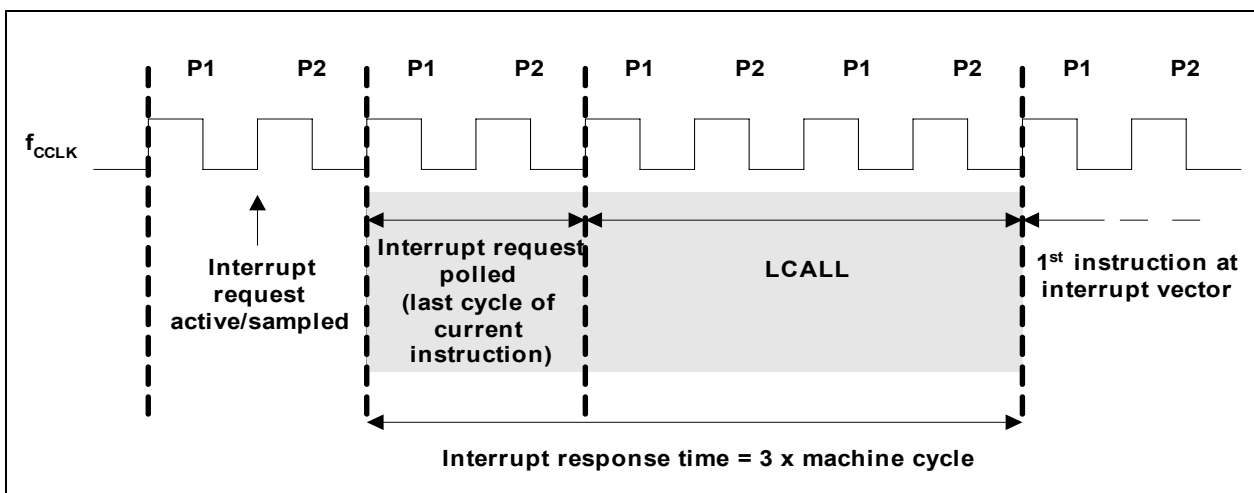 P1 P2 P1 P2 P1 P2 P1 P2 P1 P2
fCCLK
Interrupt
request
active/sampled
Interrupt request
polled
(last cycle of
current
instruction)
LCALL
1st instruction at
interrupt vector
Interrupt response time = 3 x machine cycle